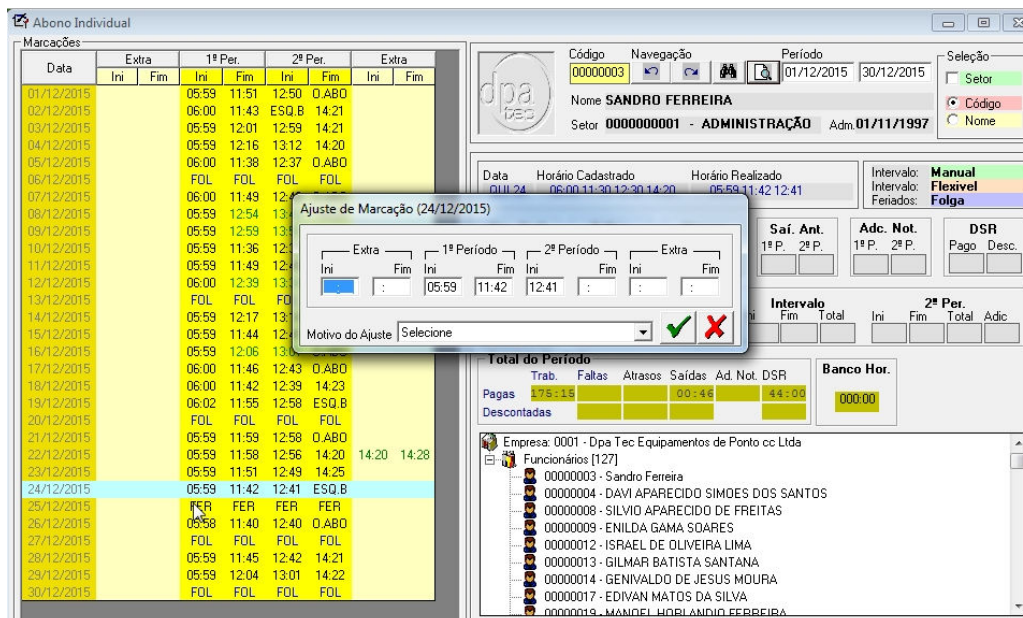 Abono Individual
Marcações
Data Extra 1ª Per. 2ª Per. Extra
Ini Fim Ini Fim Ini Fim Ini Fim
01/12/2015 05:59 11:51 12:50 O.ABO
02/12/2015 06:00 11:43 ESQ.B 14:21
03/12/2015 05:59 12:01 12:59 14:21
04/12/2015 05:59 12:16 13:12 14:20
05/12/2015 06:00 11:38 12:37 O.ABO
06/12/2015 FOL FOL FOL FOL
07/12/2015 06:00 11:49
08/12/2015 05:59 12:54
09/12/2015 05:59 12:59
10/12/2015 05:59 11:36
11/12/2015 05:59 11:49
12/12/2015 06:00 12:39
13/12/2015 FOL FOL
14/12/2015 05:59 12:17
15/12/2015 05:59 11:44
16/12/2015 05:59 12:06
17/12/2015 06:00 11:46 12:43 O.ABO
18/12/2015 06:00 11:42 12:39 14:23
19/12/2015 06:02 11:55 12:58 ESQ.B
20/12/2015 FOL FOL FOL FOL
21/12/2015 05:59 11:59 12:58 O.ABO
22/12/2015 05:59 11:58 12:56 14:20 14:20 14:28
23/12/2015 05:59 11:51 12:49 14:25
24/12/2015 05:59 11:42 12:41 ESQ.B
25/12/2015 FER FER FER FER
26/12/2015 05:58 11:40 12:40 O.ABO
27/12/2015 FOL FOL FOL FOL
28/12/2015 05:59 11:45 12:42 14:21
29/12/2015 05:59 12:04 13:01 14:22
30/12/2015 FOL FOL FOL FOL
dpa
TEC
Código Navegação Período
00000003 01/12/2015 30/12/2015
Nome SANDRO FERREIRA
Setor 0000000001 - ADMINISTRAÇÃO Adm. 01/11/1997
Seleção
Setor
Código
Nome
Data Horário Cadastrado Horário Realizado
QUI 24 06:00 11:30 12:30 14:20 05:59 11:42 12:41
Intervalo: Manual
Intervalo: Flexivel
Feriados: Folga
Ajuste de Marcação (24/12/2015)
Extra 1ª Período 2ª Período Extra
Ini Fim Ini Fim Ini Fim Ini Fim
: : 05:59 11:42 12:41 : : :
Motivo do Ajuste Selecione
Saí. Ant. Adc. Not. DSR
1ª P. 2ª P. 1ª P. 2ª P. Pago Desc.
Intervalo 2ª Per.
Fim Total Ini Fim Total Adic
Total do Período
Trab. Faltas Atrasos Saídas Ad. Not. DSR
Pagas 175:15 00:46 44:00
Descontadas
Banco Hor.
000:00
Empresa: 0001 - Dpa Tec Equipamentos de Ponto cc Ltda
Funcionários [127]
00000003 - Sandro Ferreira
00000004 - DAVI APARECIDO SIMOES DOS SANTOS
00000008 - SILVIO APARECIDO DE FREITAS
00000009 - ENILDA GAMA SOARES
00000012 - ISRAEL DE OLIVEIRA LIMA
00000013 - GILMAR BATISTA SANTANA
00000014 - GENIVALDO DE JESUS MOURA
00000017 - EDIVAN MATOS DA SILVA
00000019 - MANOEL HORLANDIO FERREIRA